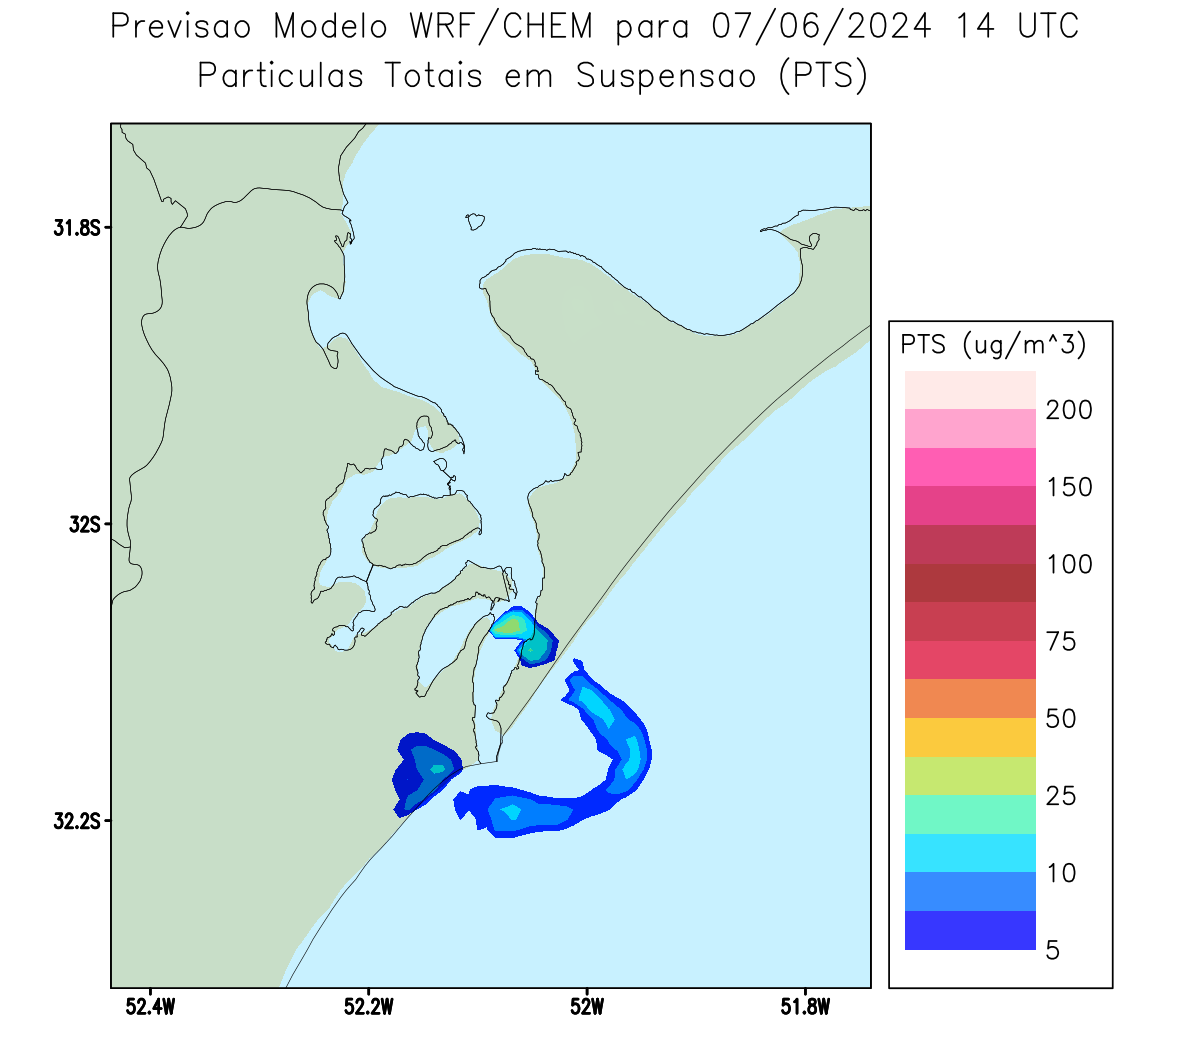 Previsao Modelo WRF/CHEM para 07/06/2024 14 UTC
Particulas Totais em Suspensao (PTS)
31.8S
32S
32.2S
52.4W
52.2W
52W
51.8W
PTS (ug/m^3)
200
150
100
75
50
25
10
5